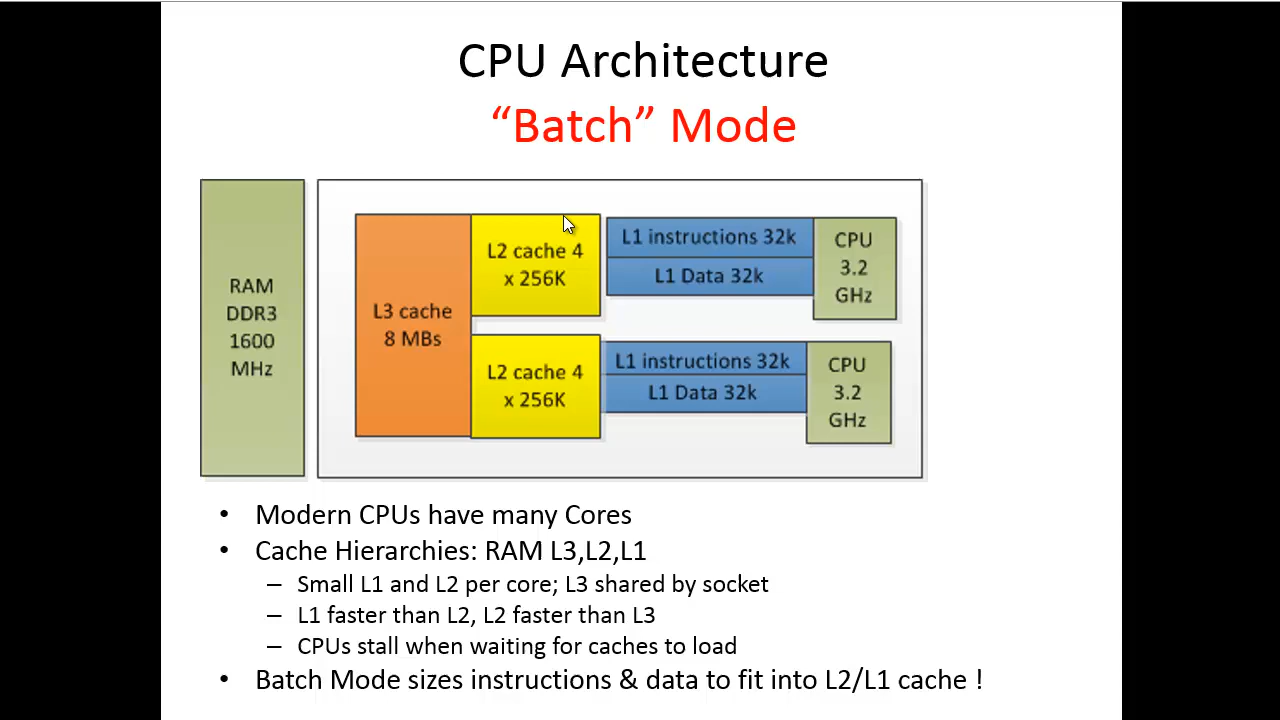 CPU Architecture
“Batch” Mode
RAM
DDR3
1600
MHz
L3 cache
8 MBs
L2 cache 4
x 256K
L1 instructions 32k
L1 Data 32k
CPU
3.2
GHz
L2 cache 4
x 256K
L1 instructions 32k
L1 Data 32k
CPU
3.2
GHz
• Modern CPUs have many Cores
• Cache Hierarchies: RAM L3,L2,L1
– Small L1 and L2 per core; L3 shared by socket
– L1 faster than L2, L2 faster than L3
– CPUs stall when waiting for caches to load
• Batch Mode sizes instructions & data to fit into L2/L1 cache !